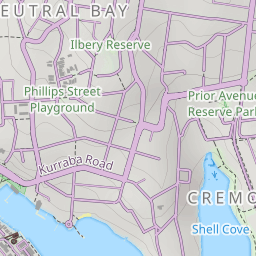 EUTRAL BAY
Ilbery Reserve
Phillips Street
Playground
Prior Avenue
Reserve Park
Kurraba Road
CREMO
Shell Cove